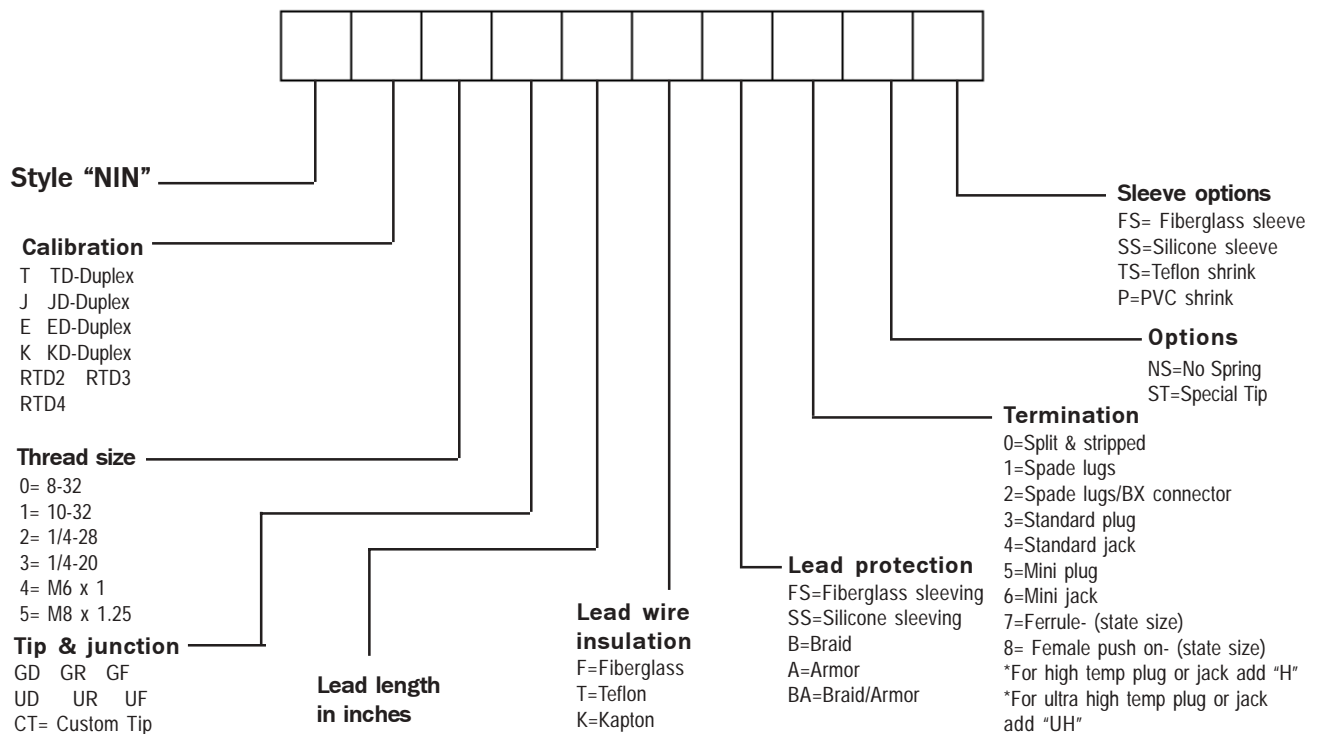 Style “NIN”
Calibration
T TD-Duplex
J JD-Duplex
E ED-Duplex
K KD-Duplex
RTD2 RTD3
RTD4
Thread size
0= 8-32
1= 10-32
2= 1/4-28
3= 1/4-20
4= M6 x 1
5= M8 x 1.25
Tip & junction
GD GR GF
UD UR UF
CT= Custom Tip
Lead length
in inches
Lead wire
insulation
F=Fiberglass
T=Teflon
K=Kapton
Lead protection
FS=Fiberglass sleeving
SS=Silicone sleeving
B=Braid
A=Armor
BA=Braid/Armor
Termination
0=Split & stripped
1=Spade lugs
2=Spade lugs/BX connector
3=Standard plug
4=Standard jack
5=Mini plug
6=Mini jack
7=Ferrule- (state size)
8= Female push on- (state size)
*For high temp plug or jack add “H”
*For ultra high temp plug or jack
add “UH”
Options
NS=No Spring
ST=Special Tip
Sleeve options
FS= Fiberglass sleeve
SS=Silicone sleeve
TS=Teflon shrink
P=PVC shrink